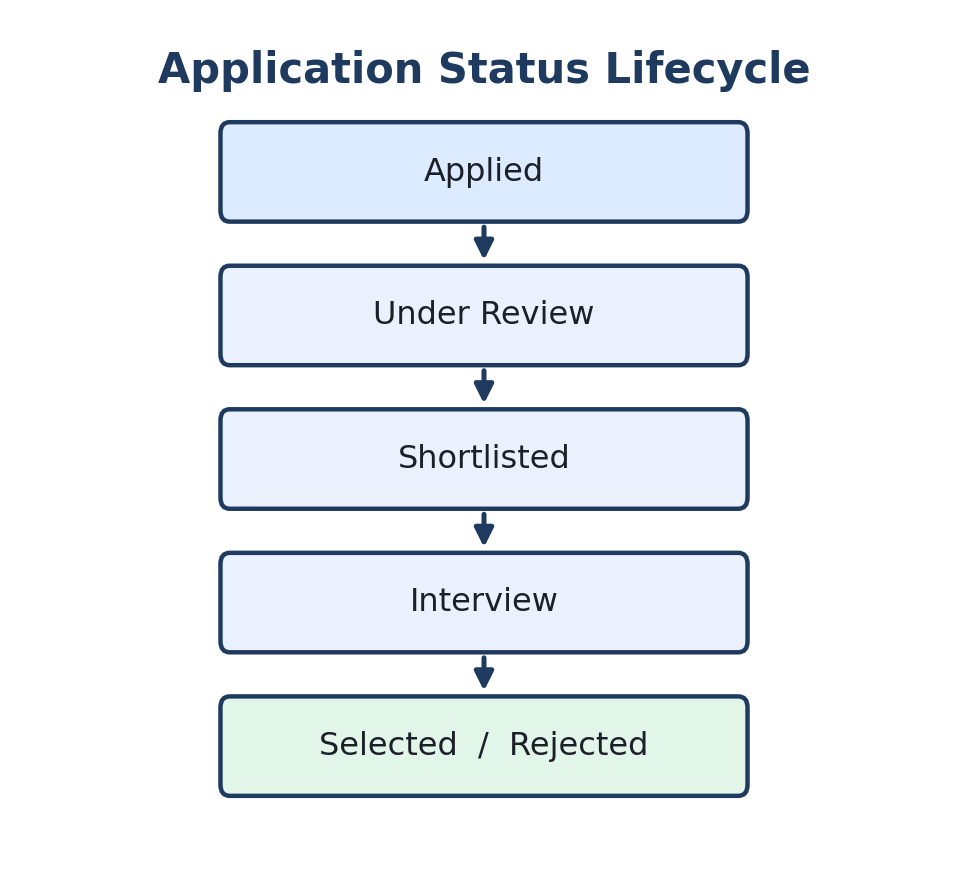 Application Status Lifecycle
Applied
Under Review
Shortlisted
Interview
Selected / Rejected